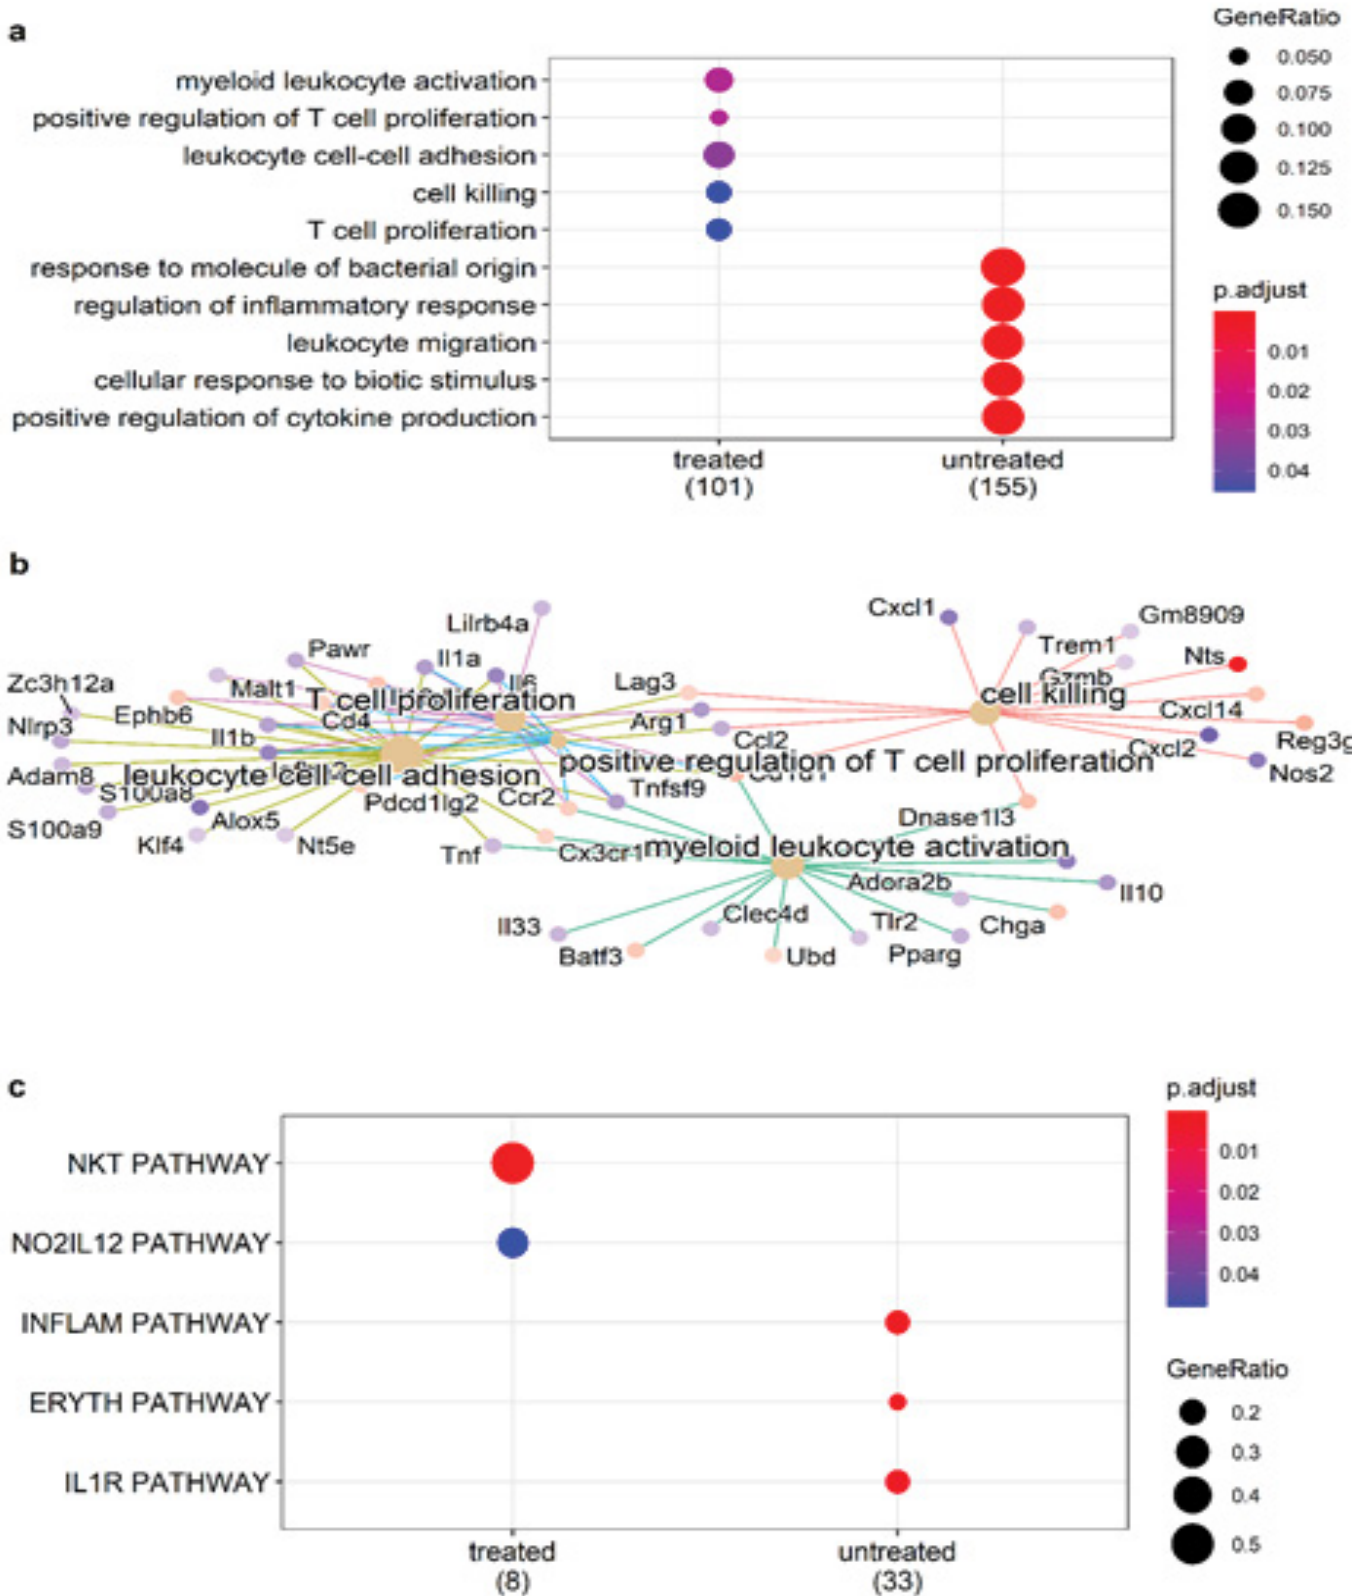 a
GeneRatio
0.050
0.075
0.100
0.125
0.150
p.adjust
0.01
0.02
0.03
0.04
myeloid leukocyte activation
positive regulation of T cell proliferation
leukocyte cell-cell adhesion
cell killing
T cell proliferation
response to molecule of bacterial origin
regulation of inflammatory response
leukocyte migration
cellular response to biotic stimulus
positive regulation of cytokine production
treated
(101)
untreated
(155)
b
Cxcl1
Gm8909
Lilrb4a
Trem1
Pawr
Il1a
Nts
Gzmb
Zc3h12a
Malt1
Il6
Lag3
cell killing
T cell proliferation
Ephb6
Cd4
Arg1
Cxcl14
Nlrp3
Il1b
Ccl2
Cxcl2
Reg3g
positive regulation of T cell proliferation
Adam8
leukocyte cell-cell adhesion
Nos2
S100a8
Pdcd1lg2
Ccr2
Tnfsf9
S100a9
Alox5
Dnase1l3
Klf4
Nt5e
Tnf
Cx3cr1
myeloid leukocyte activation
Adora2b
Il10
Il33
Clec4d
Tlr2
Chga
Batf3
Ubd
Pparg
c
p.adjust
0.01
0.02
0.03
0.04
GeneRatio
0.2
0.3
0.4
0.5
NKT PATHWAY
NO2IL12 PATHWAY
INFLAM PATHWAY
ERYTH PATHWAY
IL1R PATHWAY
treated
(8)
untreated
(33)